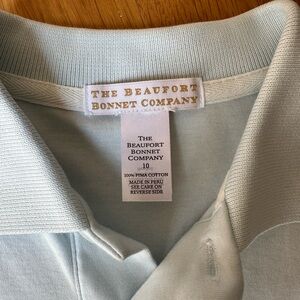 THE BEAUFORT
BONNET COMPANY
THE
BEAUFORT
BONNET
COMPANY
10
100% PIMA COTTON
MADE IN PERU
SEE CARE ON
REVERSE SIDE